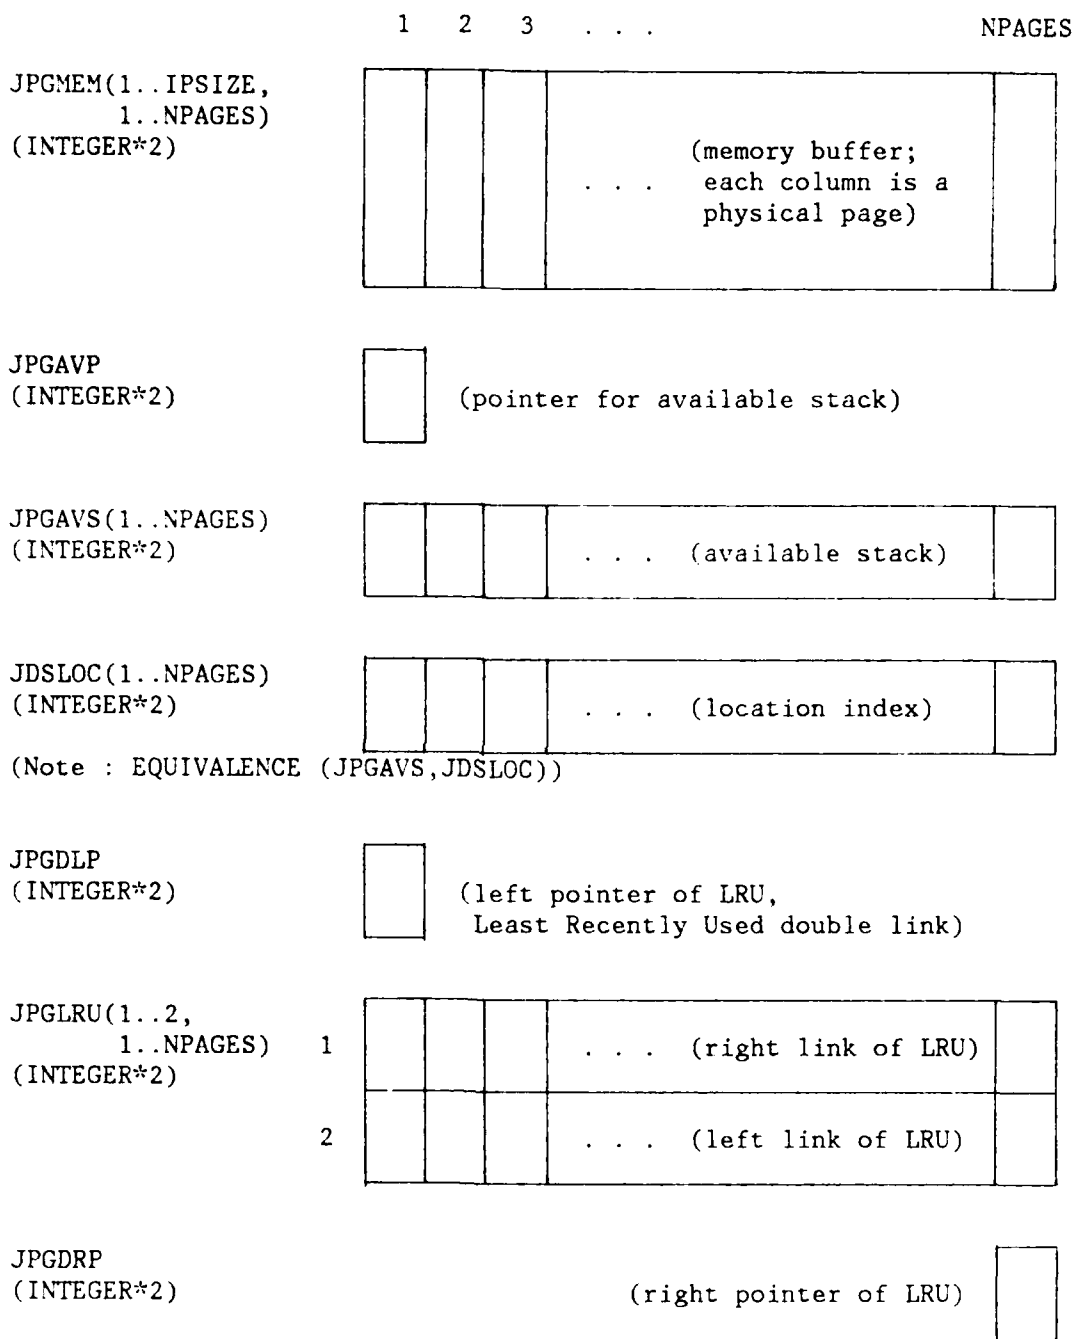 1 2 3 . . . NPAGES
JPGMEM(1..IPSIZE,
1..NPAGES)
(INTEGER*2)
(memory buffer;
. . . each column is a
physical page)
JPGAVP
(INTEGER*2)
(pointer for available stack)
JPGAVS(1..NPAGES)
(INTEGER*2)
. . . (available stack)
JDSLOC(1..NPAGES)
(INTEGER*2)
. . . (location index)
(Note : EQUIVALENCE (JPGAVS,JDSLOC))
JPGDLP
(INTEGER*2)
(left pointer of LRU,
Least Recently Used double link)
JPGLRU(1..2,
1..NPAGES)
(INTEGER*2)
1 . . . (right link of LRU)
2 . . . (left link of LRU)
JPGDRP
(INTEGER*2)
(right pointer of LRU)